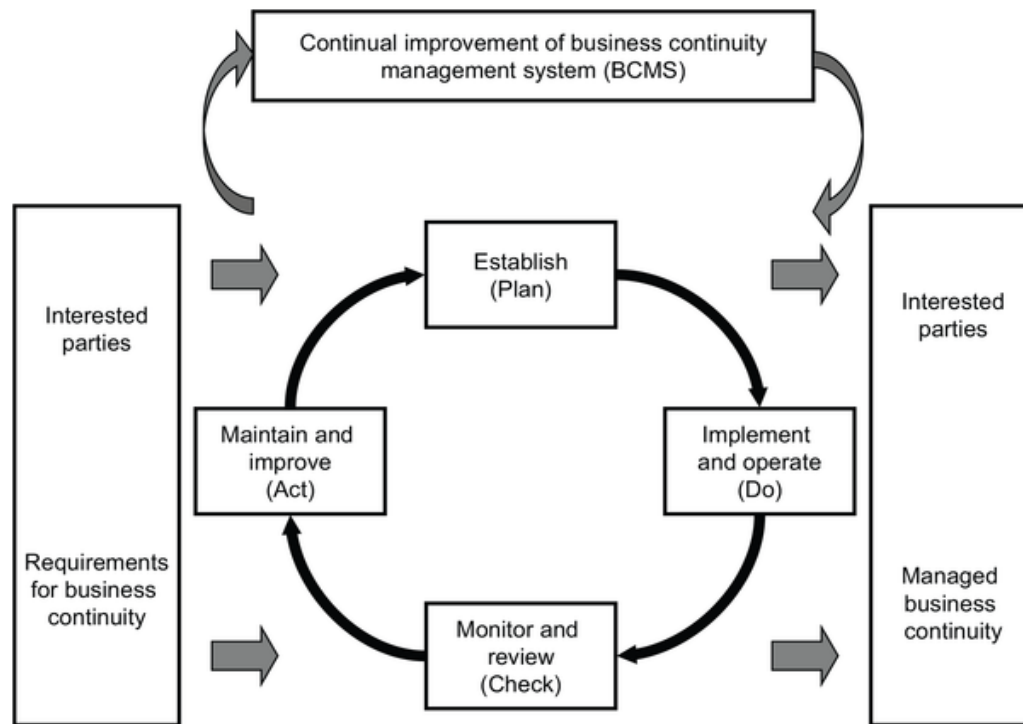 Continual improvement of business continuity
management system (BCMS)
Interested
parties
Requirements
for business
continuity
Establish
(Plan)
Maintain and
improve
(Act)
Implement
and operate
(Do)
Monitor and
review
(Check)
Interested
parties
Managed
business
continuity